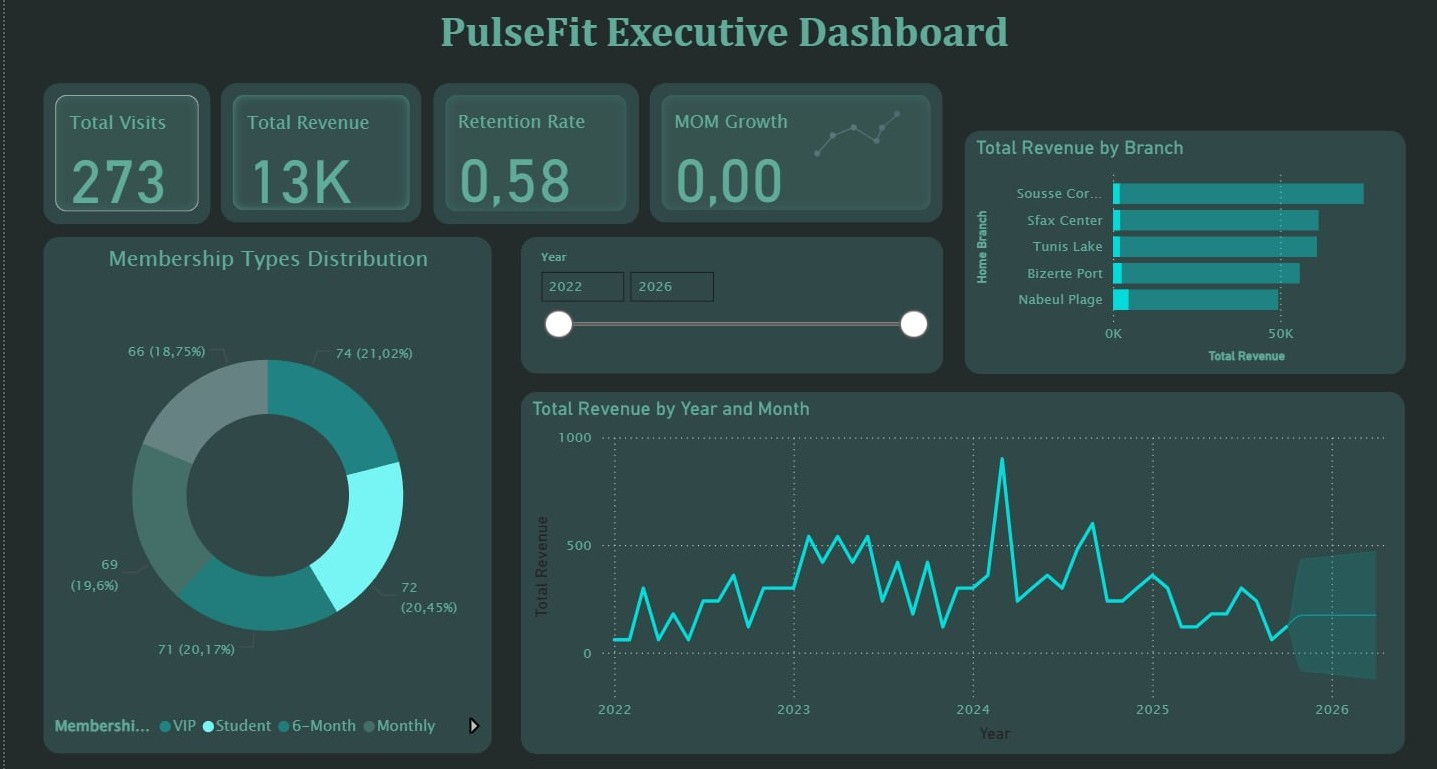 PulseFit Executive Dashboard
Total Visits
273
Total Revenue
13K
Retention Rate
0,58
MOM Growth
0,00
Total Revenue by Branch
Home Branch
Sousse Cor...
Sfax Center
Tunis Lake
Bizerte Port
Nabeul Plage
0K
50K
Total Revenue
Membership Types Distribution
66 (18,75%)
74 (21,02%)
69
(19,6%)
72
(20,45%)
71 (20,17%)
Membershi...
VIP
Student
6-Month
Monthly
Year
2022
2026
Total Revenue by Year and Month
Total Revenue
1000
500
0
2022
2023
2024
2025
2026
Year